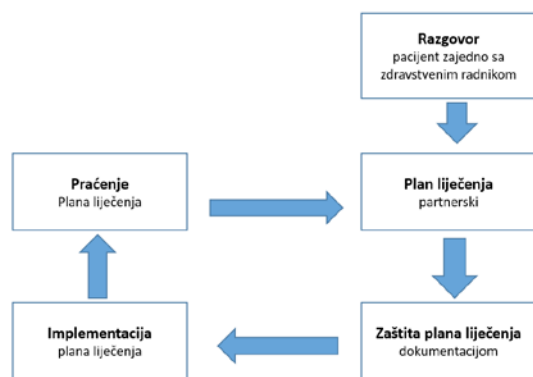 Razgovor
pacijent zajedno sa
zdravstvenim radnikom
Praćenje
Plana liječenja
Plan liječenja
partnerski
Implementacija
plana liječenja
Zaštita plana liječenja
dokumentacijom